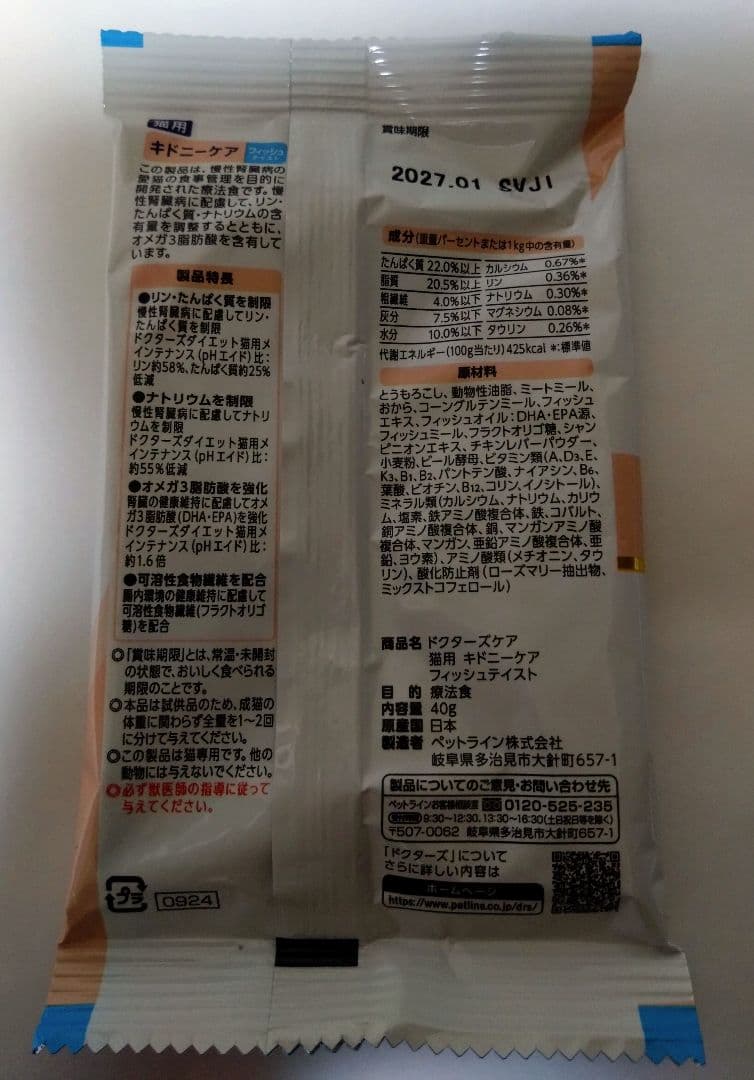 猫用
キドニーケア
フィッシュ
テイスト
この製品は、慢性腎臓病の
愛猫の食事管理を目的に
開発された療法食です。慢
性腎臓病に配慮して、リン・
たんぱく質・ナトリウムの含
有量を調整するとともに、
オメガ3脂肪酸を含有して
います。
製品特長
●リン・たんぱく質を制限
慢性腎臓病に配慮してリン・
たんぱく質を制限
ドクターズダイエット猫用メ
インテナンス(pHエイド)比:
リン約58%、たんぱく質約25%
低減
●ナトリウムを制限
慢性腎臓病に配慮してナトリ
ウムを制限
ドクターズダイエット猫用メ
インテナンス(pHエイド)比:
約55%低減
●オメガ3脂肪酸を強化
腎臓の健康維持に配慮してオメ
ガ3脂肪酸(DHA・EPA)を強化
ドクターズダイエット猫用メ
インテナンス(pHエイド)比:
約1.6倍
●可溶性食物繊維を配合
腸内環境の健康維持に配慮して
可溶性食物繊維(フラクトオリゴ
糖)を配合
◎「賞味期限」とは、常温・未開封
の状態で、おいしく食べられる
期限のことです。
◎本品は試供品のため、成猫の
体重に関わらず全量を1~2回
に分けて与えてください。
◎この製品は猫専用です。他の
動物には与えないでください。
◎必ず獣医師の指導に従って
与えてください。
プラ
0924
賞味期限
2027.01
成分(重量パーセントまたは1kg中の含有量)
たんぱく質 22.0%以上 カルシウム 0.67%*
脂質 20.5%以上 リン 0.36%*
粗繊維 4.0%以下 ナトリウム 0.30%*
灰分 7.5%以下 マグネシウム 0.08%*
水分 10.0%以下 タウリン 0.26%*
代謝エネルギー(100g当たり)425kcal *:標準値
原材料
とうもろこし、動物性油脂、ミートミール、
おから、コーングルテンミール、フィッシュ
エキス、フィッシュオイル:DHA・EPA源、
フィッシュミール、フラクトオリゴ糖、シャン
ピニオンエキス、チキンレバーパウダー、
小麦粉、ビール酵母、ビタミン類(A、D3、E、
K3、B1、B2、パントテン酸、ナイアシン、B6、
葉酸、ビオチン、B12、コリン、イノシトール)、
ミネラル類(カルシウム、ナトリウム、カリウ
ム、塩素、鉄アミノ酸複合体、鉄、コバルト、
銅アミノ酸複合体、銅、マンガンアミノ酸
複合体、マンガン、亜鉛アミノ酸複合体、亜
鉛、ヨウ素)、アミノ酸類(メチオニン、タウ
リン)、酸化防止剤(ローズマリー抽出物、
ミックストコフェロール)
商品名 ドクターズケア
猫用 キドニーケア
フィッシュテイスト
目的 療法食
内容量 40g
原産国 日本
製造者 ペットライン株式会社
岐阜県多治見市大針町657-1
製品についてのご意見・お問い合わせ先
ペットラインお客様相談室 0120-525-235
受付時間 9:30~12:30、13:30~16:30(土日祝日等を除く)
〒507-0062 岐阜県多治見市大針町657-1
「ドクターズ」について
さらに詳しい内容は
ホームページ
https://www.petline.co.jp/drs/